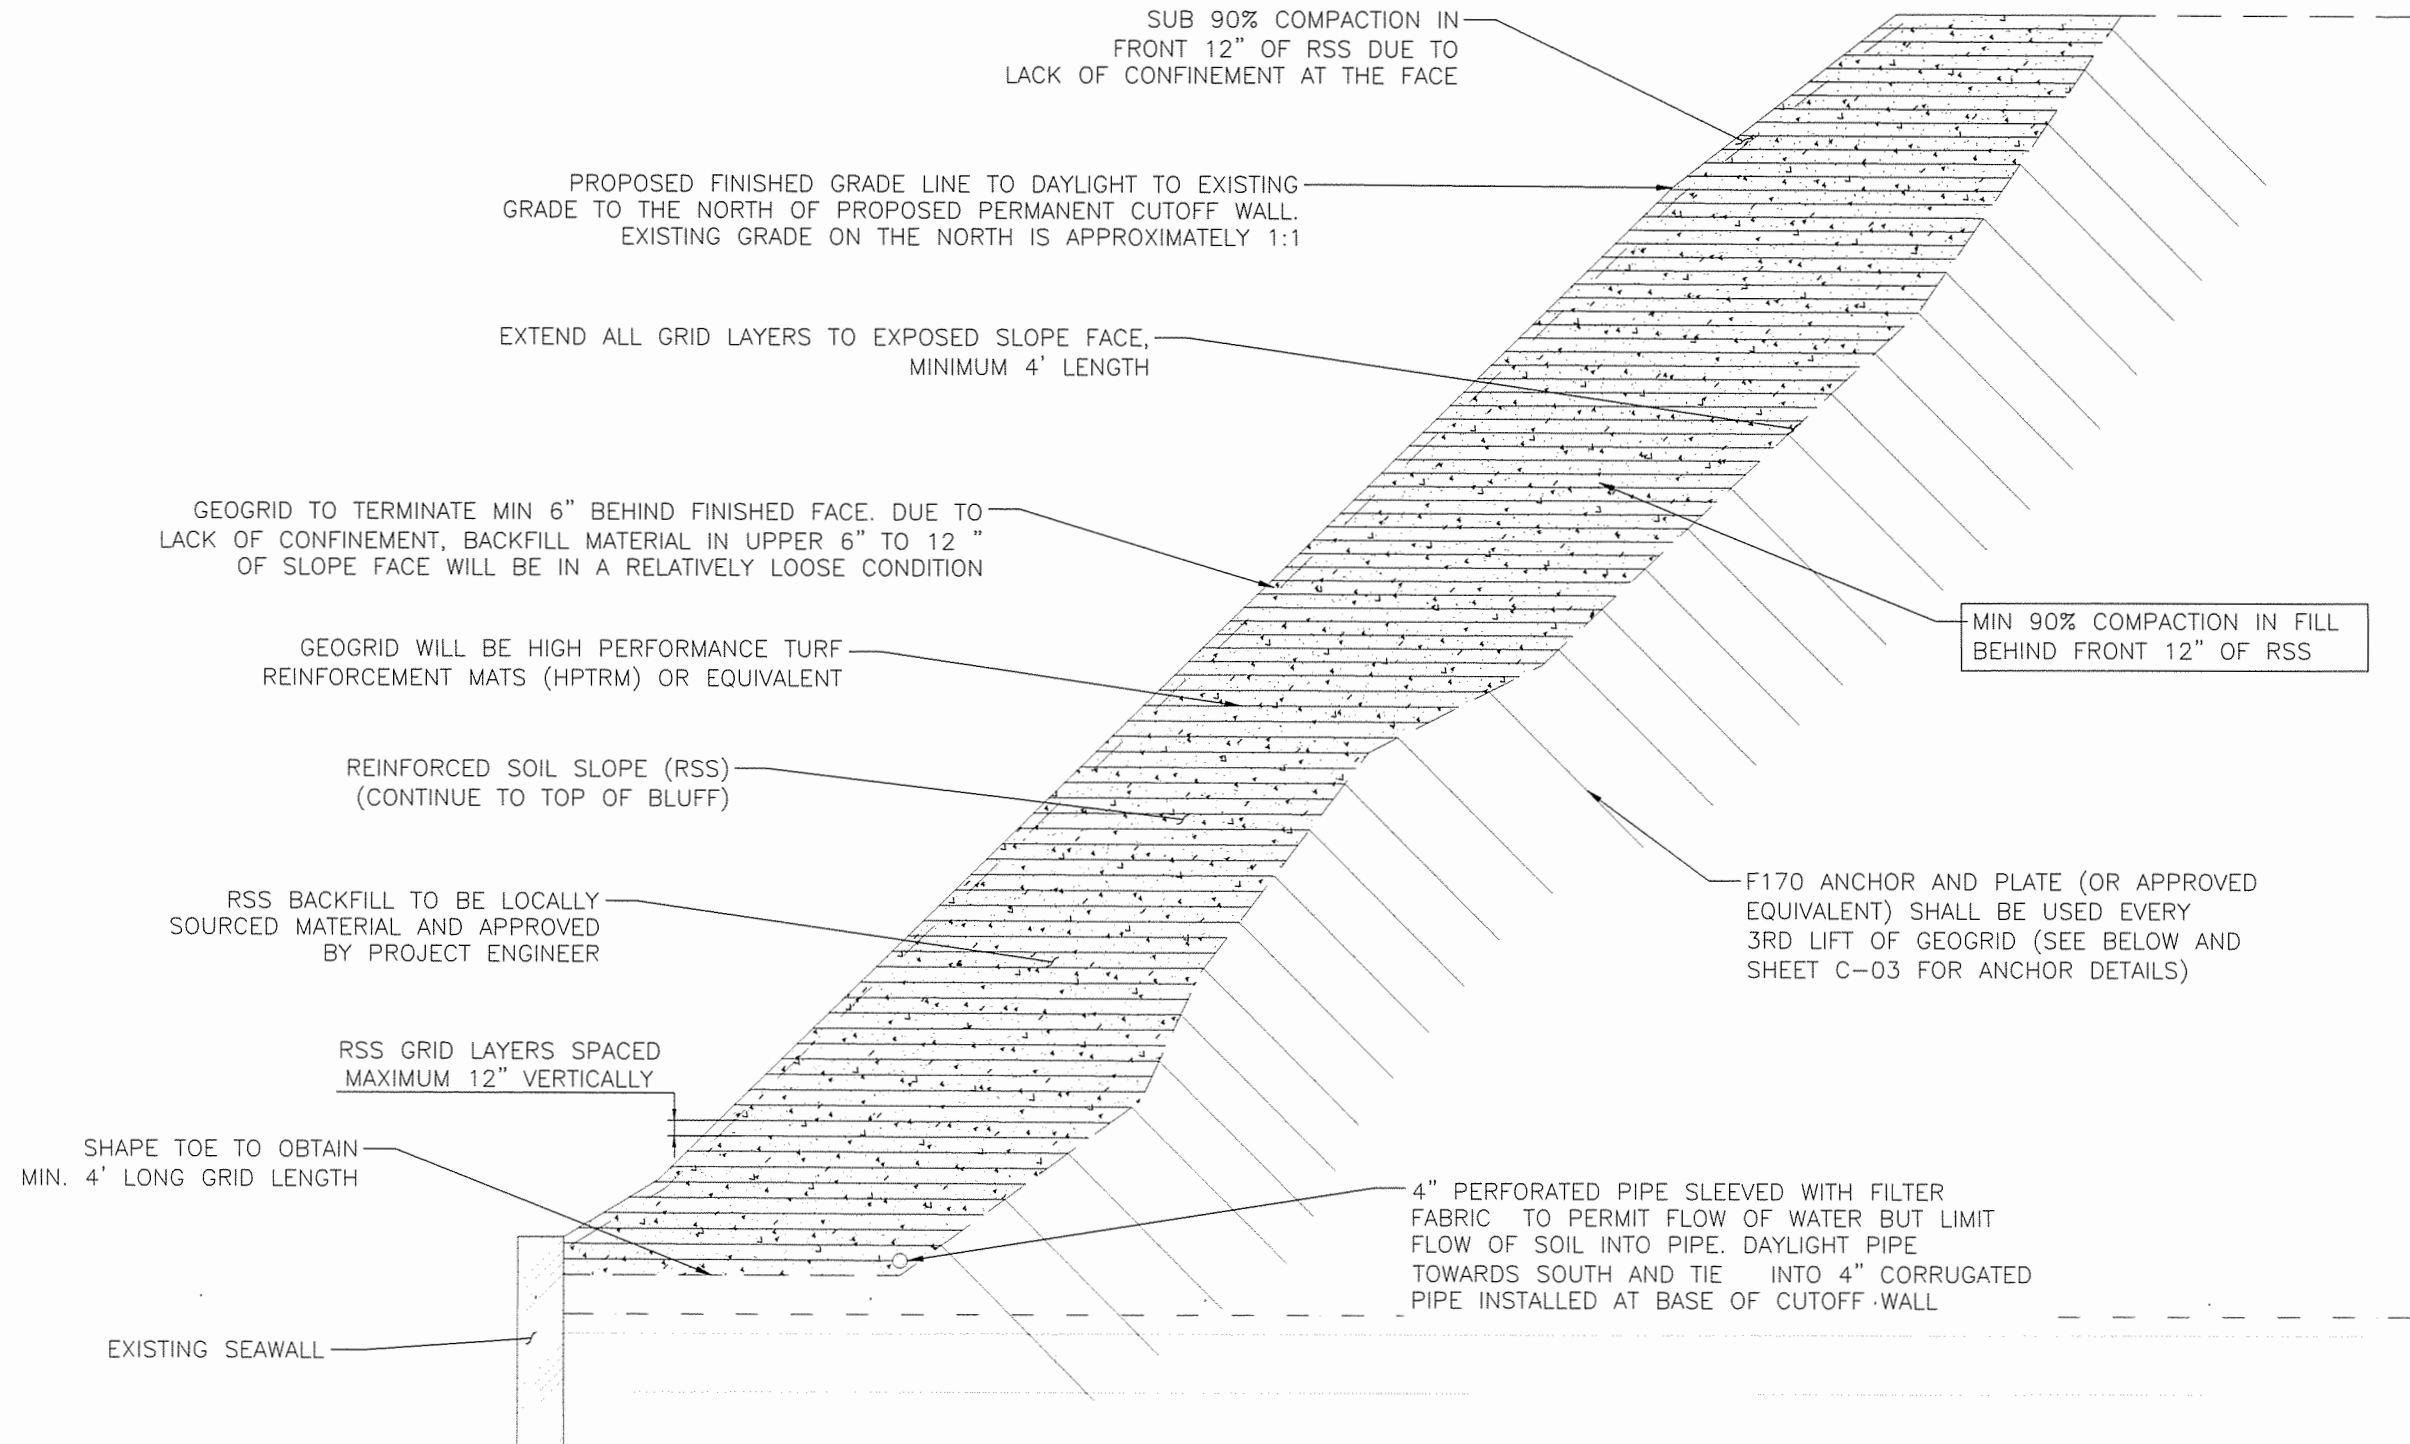 SUB 90% COMPACTION IN
FRONT 12" OF RSS DUE TO
LACK OF CONFINEMENT AT THE FACE
PROPOSED FINISHED GRADE LINE TO DAYLIGHT TO EXISTING
GRADE TO THE NORTH OF PROPOSED PERMANENT CUTOFF WALL.
EXISTING GRADE ON THE NORTH IS APPROXIMATELY 1:1
EXTEND ALL GRID LAYERS TO EXPOSED SLOPE FACE,
MINIMUM 4' LENGTH
GEOGRID TO TERMINATE MIN 6" BEHIND FINISHED FACE. DUE TO
LACK OF CONFINEMENT, BACKFILL MATERIAL IN UPPER 6" TO 12 "
OF SLOPE FACE WILL BE IN A RELATIVELY LOOSE CONDITION
MIN 90% COMPACTION IN FILL
BEHIND FRONT 12" OF RSS
GEOGRID WILL BE HIGH PERFORMANCE TURF
REINFORCEMENT MATS (HPTRM) OR EQUIVALENT
REINFORCED SOIL SLOPE (RSS)
(CONTINUE TO TOP OF BLUFF)
F170 ANCHOR AND PLATE (OR APPROVED
EQUIVALENT) SHALL BE USED EVERY
3RD LIFT OF GEOGRID (SEE BELOW AND
SHEET C-03 FOR ANCHOR DETAILS)
RSS BACKFILL TO BE LOCALLY
SOURCED MATERIAL AND APPROVED
BY PROJECT ENGINEER
RSS GRID LAYERS SPACED
MAXIMUM 12" VERTICALLY
SHAPE TOE TO OBTAIN
MIN. 4' LONG GRID LENGTH
4" PERFORATED PIPE SLEEVED WITH FILTER
FABRIC TO PERMIT FLOW OF WATER BUT LIMIT
FLOW OF SOIL INTO PIPE. DAYLIGHT PIPE
TOWARDS SOUTH AND TIE INTO 4" CORRUGATED
PIPE INSTALLED AT BASE OF CUTOFF WALL
EXISTING SEAWALL